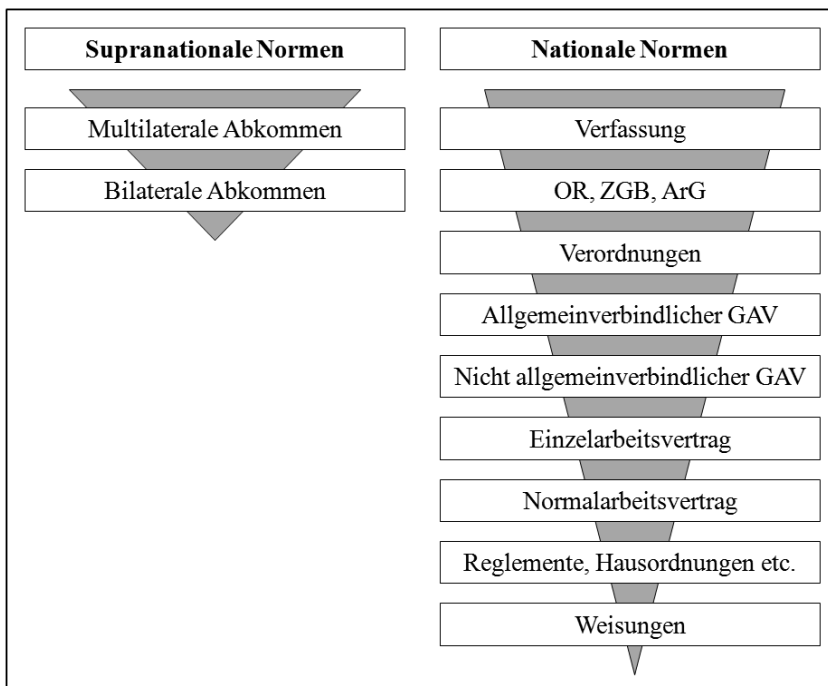 Supranationale Normen
Multilaterale Abkommen
Bilaterale Abkommen
Nationale Normen
Verfassung
OR, ZGB, ArG
Verordnungen
Allgemeinverbindlicher GAV
Nicht allgemeinverbindlicher GAV
Einzelarbeitsvertrag
Normalarbeitsvertrag
Reglemente, Hausordnungen etc.
Weisungen